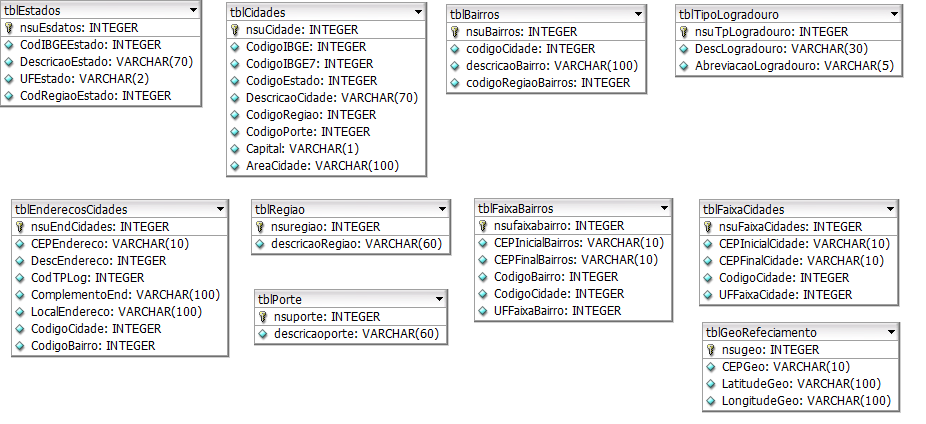 tblEstados
nsuEsdatos: INTEGER
CodIBGEEstado: INTEGER
DescricaoEstado: VARCHAR(70)
UFEstado: VARCHAR(2)
CodRegiaoEstado: INTEGER
tblCidades
nsuCidade: INTEGER
CodigoIBGE: INTEGER
CodigoIBGE7: INTEGER
CodigoEstado: INTEGER
DescricaoCidade: VARCHAR(70)
CodigoRegiao: INTEGER
CodigoPorte: INTEGER
Capital: VARCHAR(1)
AreaCidade: VARCHAR(100)
tblBairros
nsuBairros: INTEGER
codigoCidade: INTEGER
descricaoBairro: VARCHAR(100)
codigoRegiaoBairros: INTEGER
tblTipoLogradouro
nsuTpLogradouro: INTEGER
DescLogradouro: VARCHAR(30)
AbreviacaoLogradouro: VARCHAR(5)
tblEnderecosCidades
nsuEndCidades: INTEGER
CEPEndereco: VARCHAR(10)
DescEndereco: INTEGER
CodTPLog: INTEGER
ComplementoEnd: VARCHAR(100)
LocalEndereco: VARCHAR(100)
CodigoCidade: INTEGER
CodigoBairro: INTEGER
tblRegiao
nsuregiao: INTEGER
descricaoRegiao: VARCHAR(60)
tblPorte
nsuporte: INTEGER
descricaoporte: VARCHAR(60)
tblFaixaBairros
nsufaixabairro: INTEGER
CEPInicialBairros: VARCHAR(10)
CEPFinalBairros: VARCHAR(10)
CodigoBairro: INTEGER
CodigoCidade: INTEGER
UFFaixaBairro: INTEGER
tblFaixaCidades
nsuFaixaCidades: INTEGER
CEPInicialCidade: VARCHAR(10)
CEPFinalCidade: VARCHAR(10)
CodigoCidade: INTEGER
UFFaixaCidade: INTEGER
tblGeoRefeciamento
nsugeo: INTEGER
CEPGeo: VARCHAR(10)
LatitudeGeo: VARCHAR(100)
LongitudeGeo: VARCHAR(100)